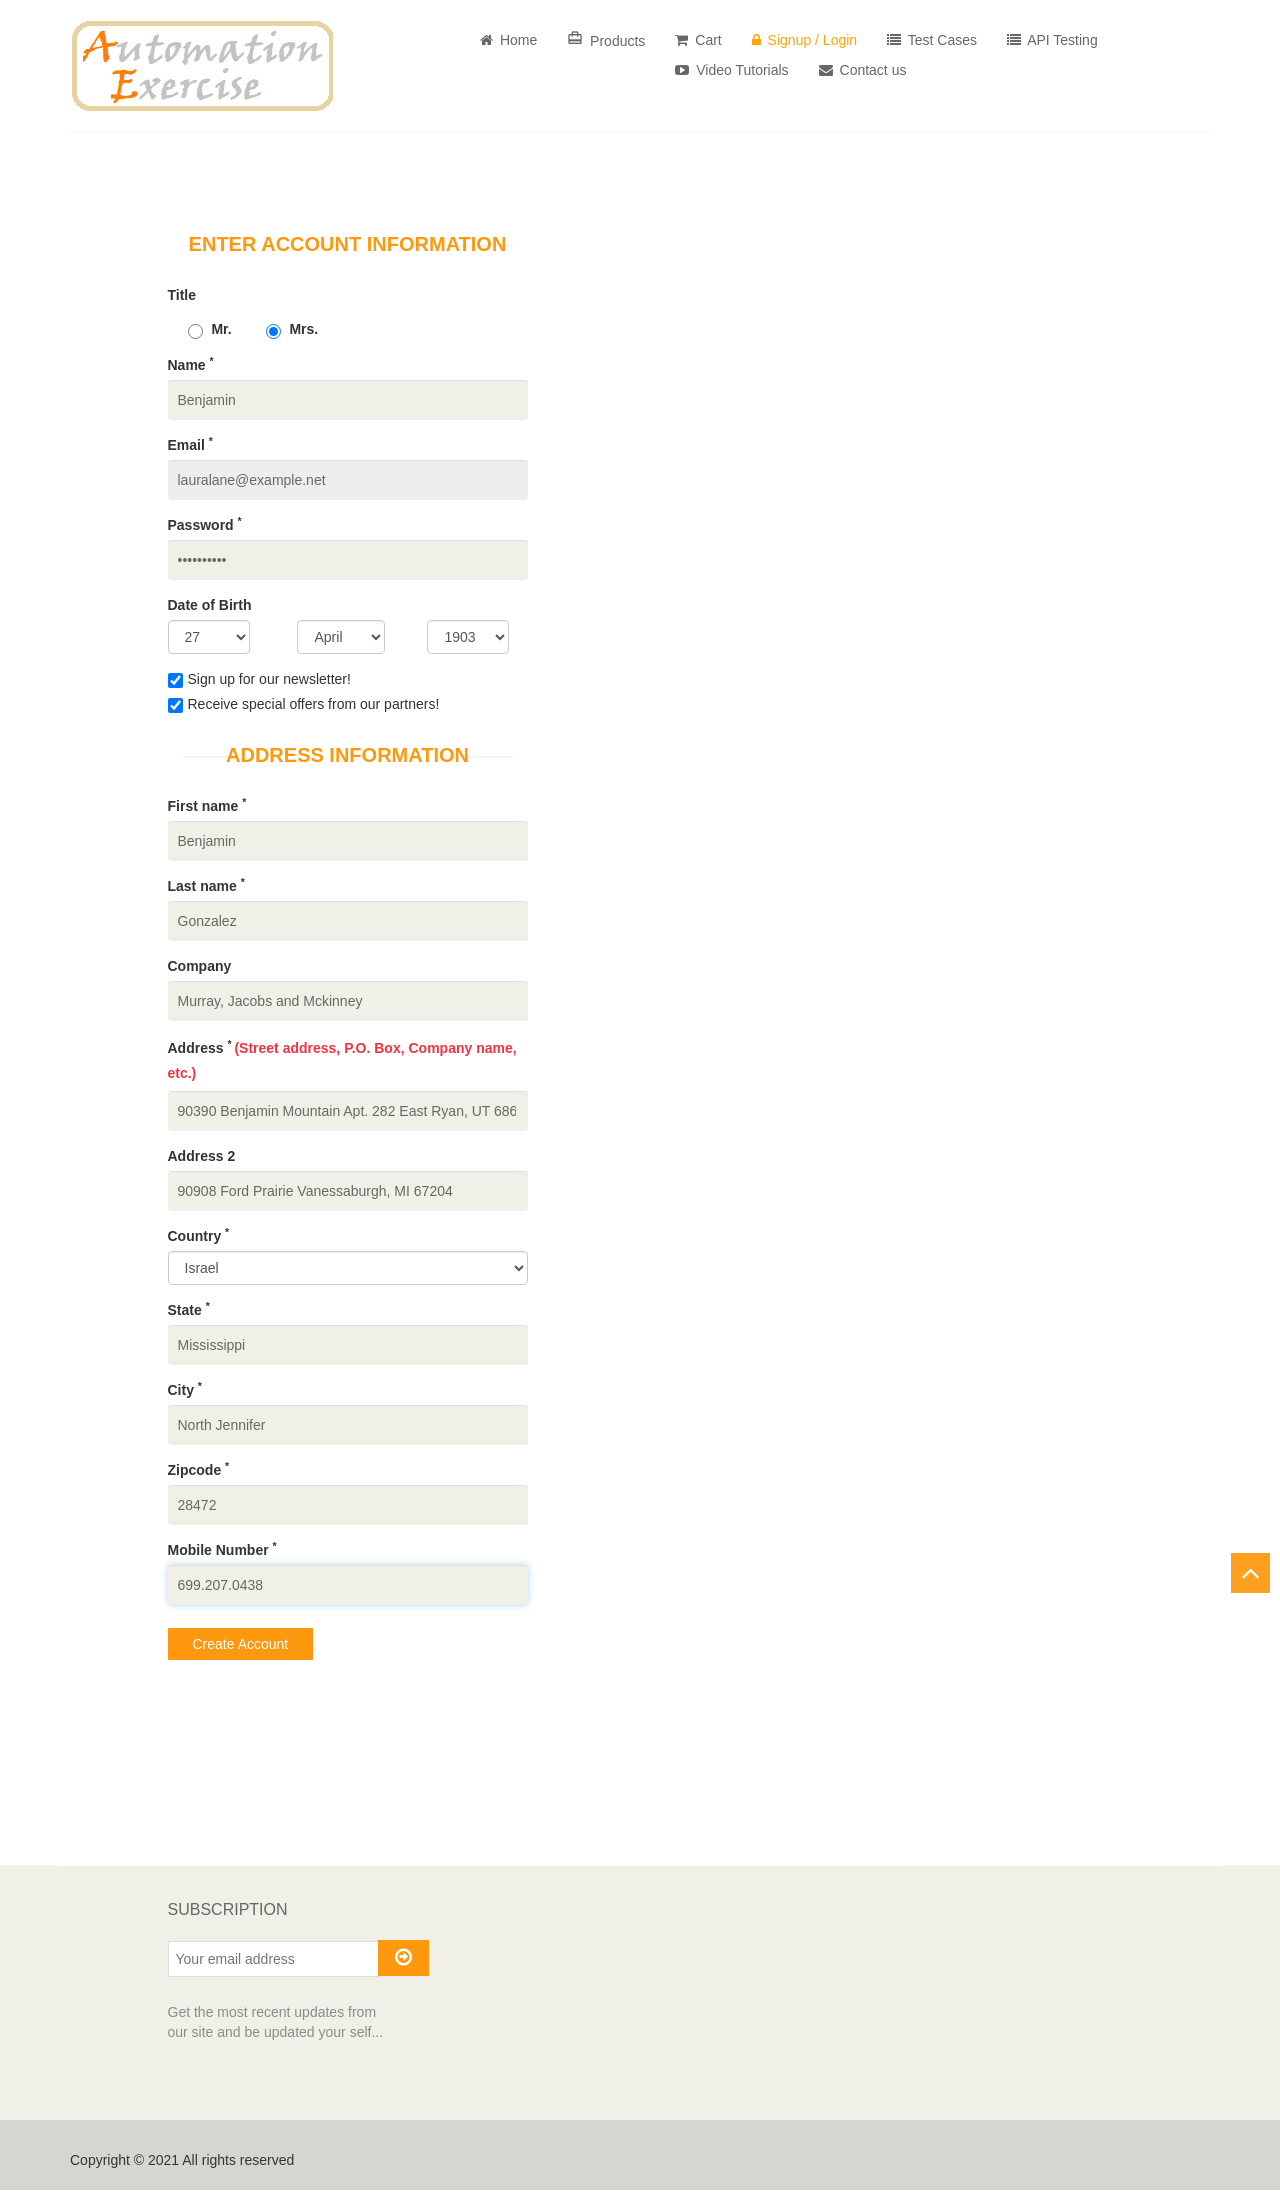 Automation
Exercise
Home
Products
Cart
Signup / Login
Test Cases
API Testing
Video Tutorials
Contact us
ENTER ACCOUNT INFORMATION
Title
Mr. Mrs.
Name *
Benjamin
Email *
lauralane@example.net
Password *
••••••••••
Date of Birth
27 April 1903
Sign up for our newsletter!
Receive special offers from our partners!
ADDRESS INFORMATION
First name *
Benjamin
Last name *
Gonzalez
Company
Murray, Jacobs and Mckinney
Address * (Street address, P.O. Box, Company name,
etc.)
90390 Benjamin Mountain Apt. 282 East Ryan, UT 686
Address 2
90908 Ford Prairie Vanessaburgh, MI 67204
Country *
Israel
State *
Mississippi
City *
North Jennifer
Zipcode *
28472
Mobile Number *
699.207.0438
Create Account
SUBSCRIPTION
Your email address
Get the most recent updates from
our site and be updated your self...
Copyright © 2021 All rights reserved